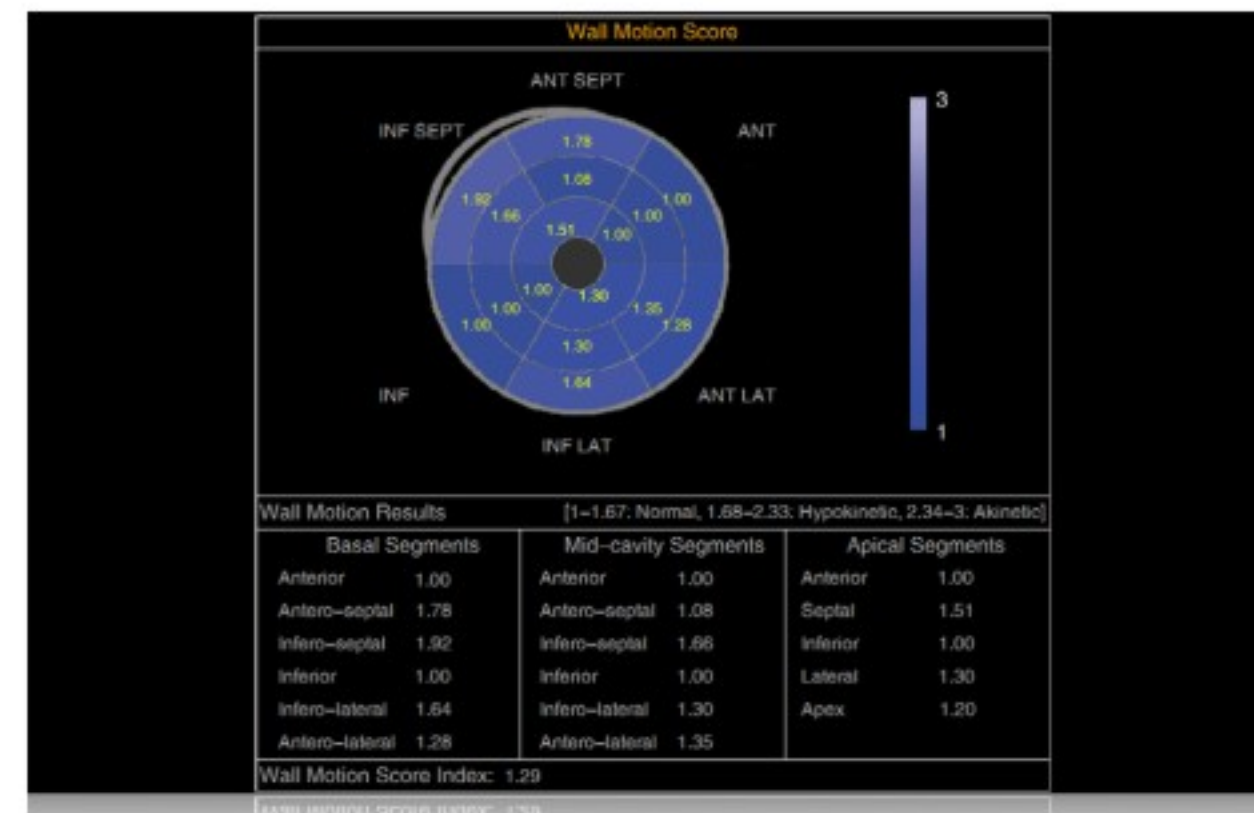 Wall Motion Score
ANT SEPT
INF SEPT
ANT
3
1.78
1.08
1.92
1.00
1.66
1.00
1.51
1.00
1.00
1.30
1.00
1.35
1.00
1.28
1.30
1.64
INF
ANT LAT
INF LAT
1
Wall Motion Results [1-1.67: Normal, 1.68-2.33: Hypokinetic, 2.34-3: Akinetic]
Basal Segments
Anterior 1.00
Antero-septal 1.78
Infero-septal 1.92
Inferior 1.00
Infero-lateral 1.64
Antero-lateral 1.28
Mid-cavity Segments
Anterior 1.00
Antero-septal 1.08
Infero-septal 1.66
Inferior 1.00
Infero-lateral 1.30
Antero-lateral 1.35
Apical Segments
Anterior 1.00
Septal 1.51
Inferior 1.00
Lateral 1.30
Apex 1.20
Wall Motion Score Index: 1.29